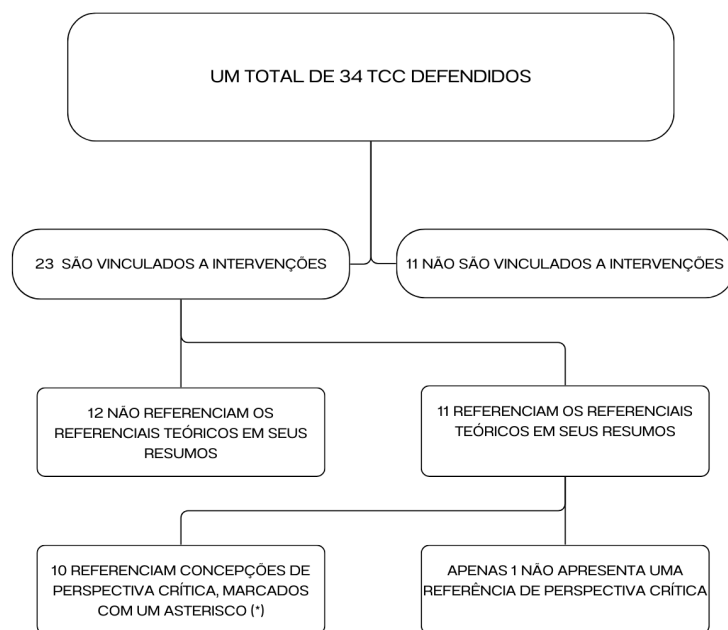 UM TOTAL DE 34 TCC DEFENDIDOS
23 SÃO VINCULADOS A INTERVENÇÕES
11 NÃO SÃO VINCULADOS A INTERVENÇÕES
12 NÃO REFERENCIAM OS
REFERENCIAIS TEÓRICOS EM SEUS
RESUMOS
11 REFERENCIAM OS REFERENCIAIS
TEÓRICOS EM SEUS RESUMOS
10 REFERENCIAM CONCEPÇÕES DE
PERSPECTIVA CRÍTICA, MARCADOS
COM UM ASTERISCO (*)
APENAS 1 NÃO APRESENTA UMA
REFERÊNCIA DE PERSPECTIVA CRÍTICA